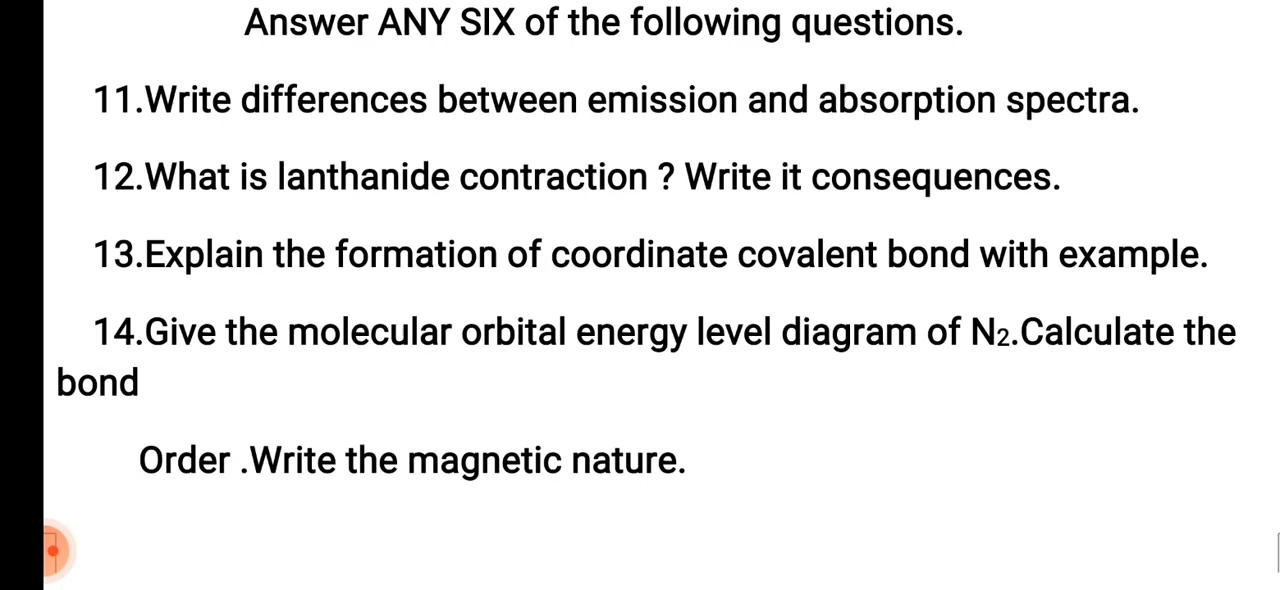 Answer ANY SIX of the following questions.
11.Write differences between emission and absorption spectra.
12.What is lanthanide contraction ? Write it consequences.
13.Explain the formation of coordinate covalent bond with example.
14.Give the molecular orbital energy level diagram of N₂.Calculate the
bond
Order .Write the magnetic nature.